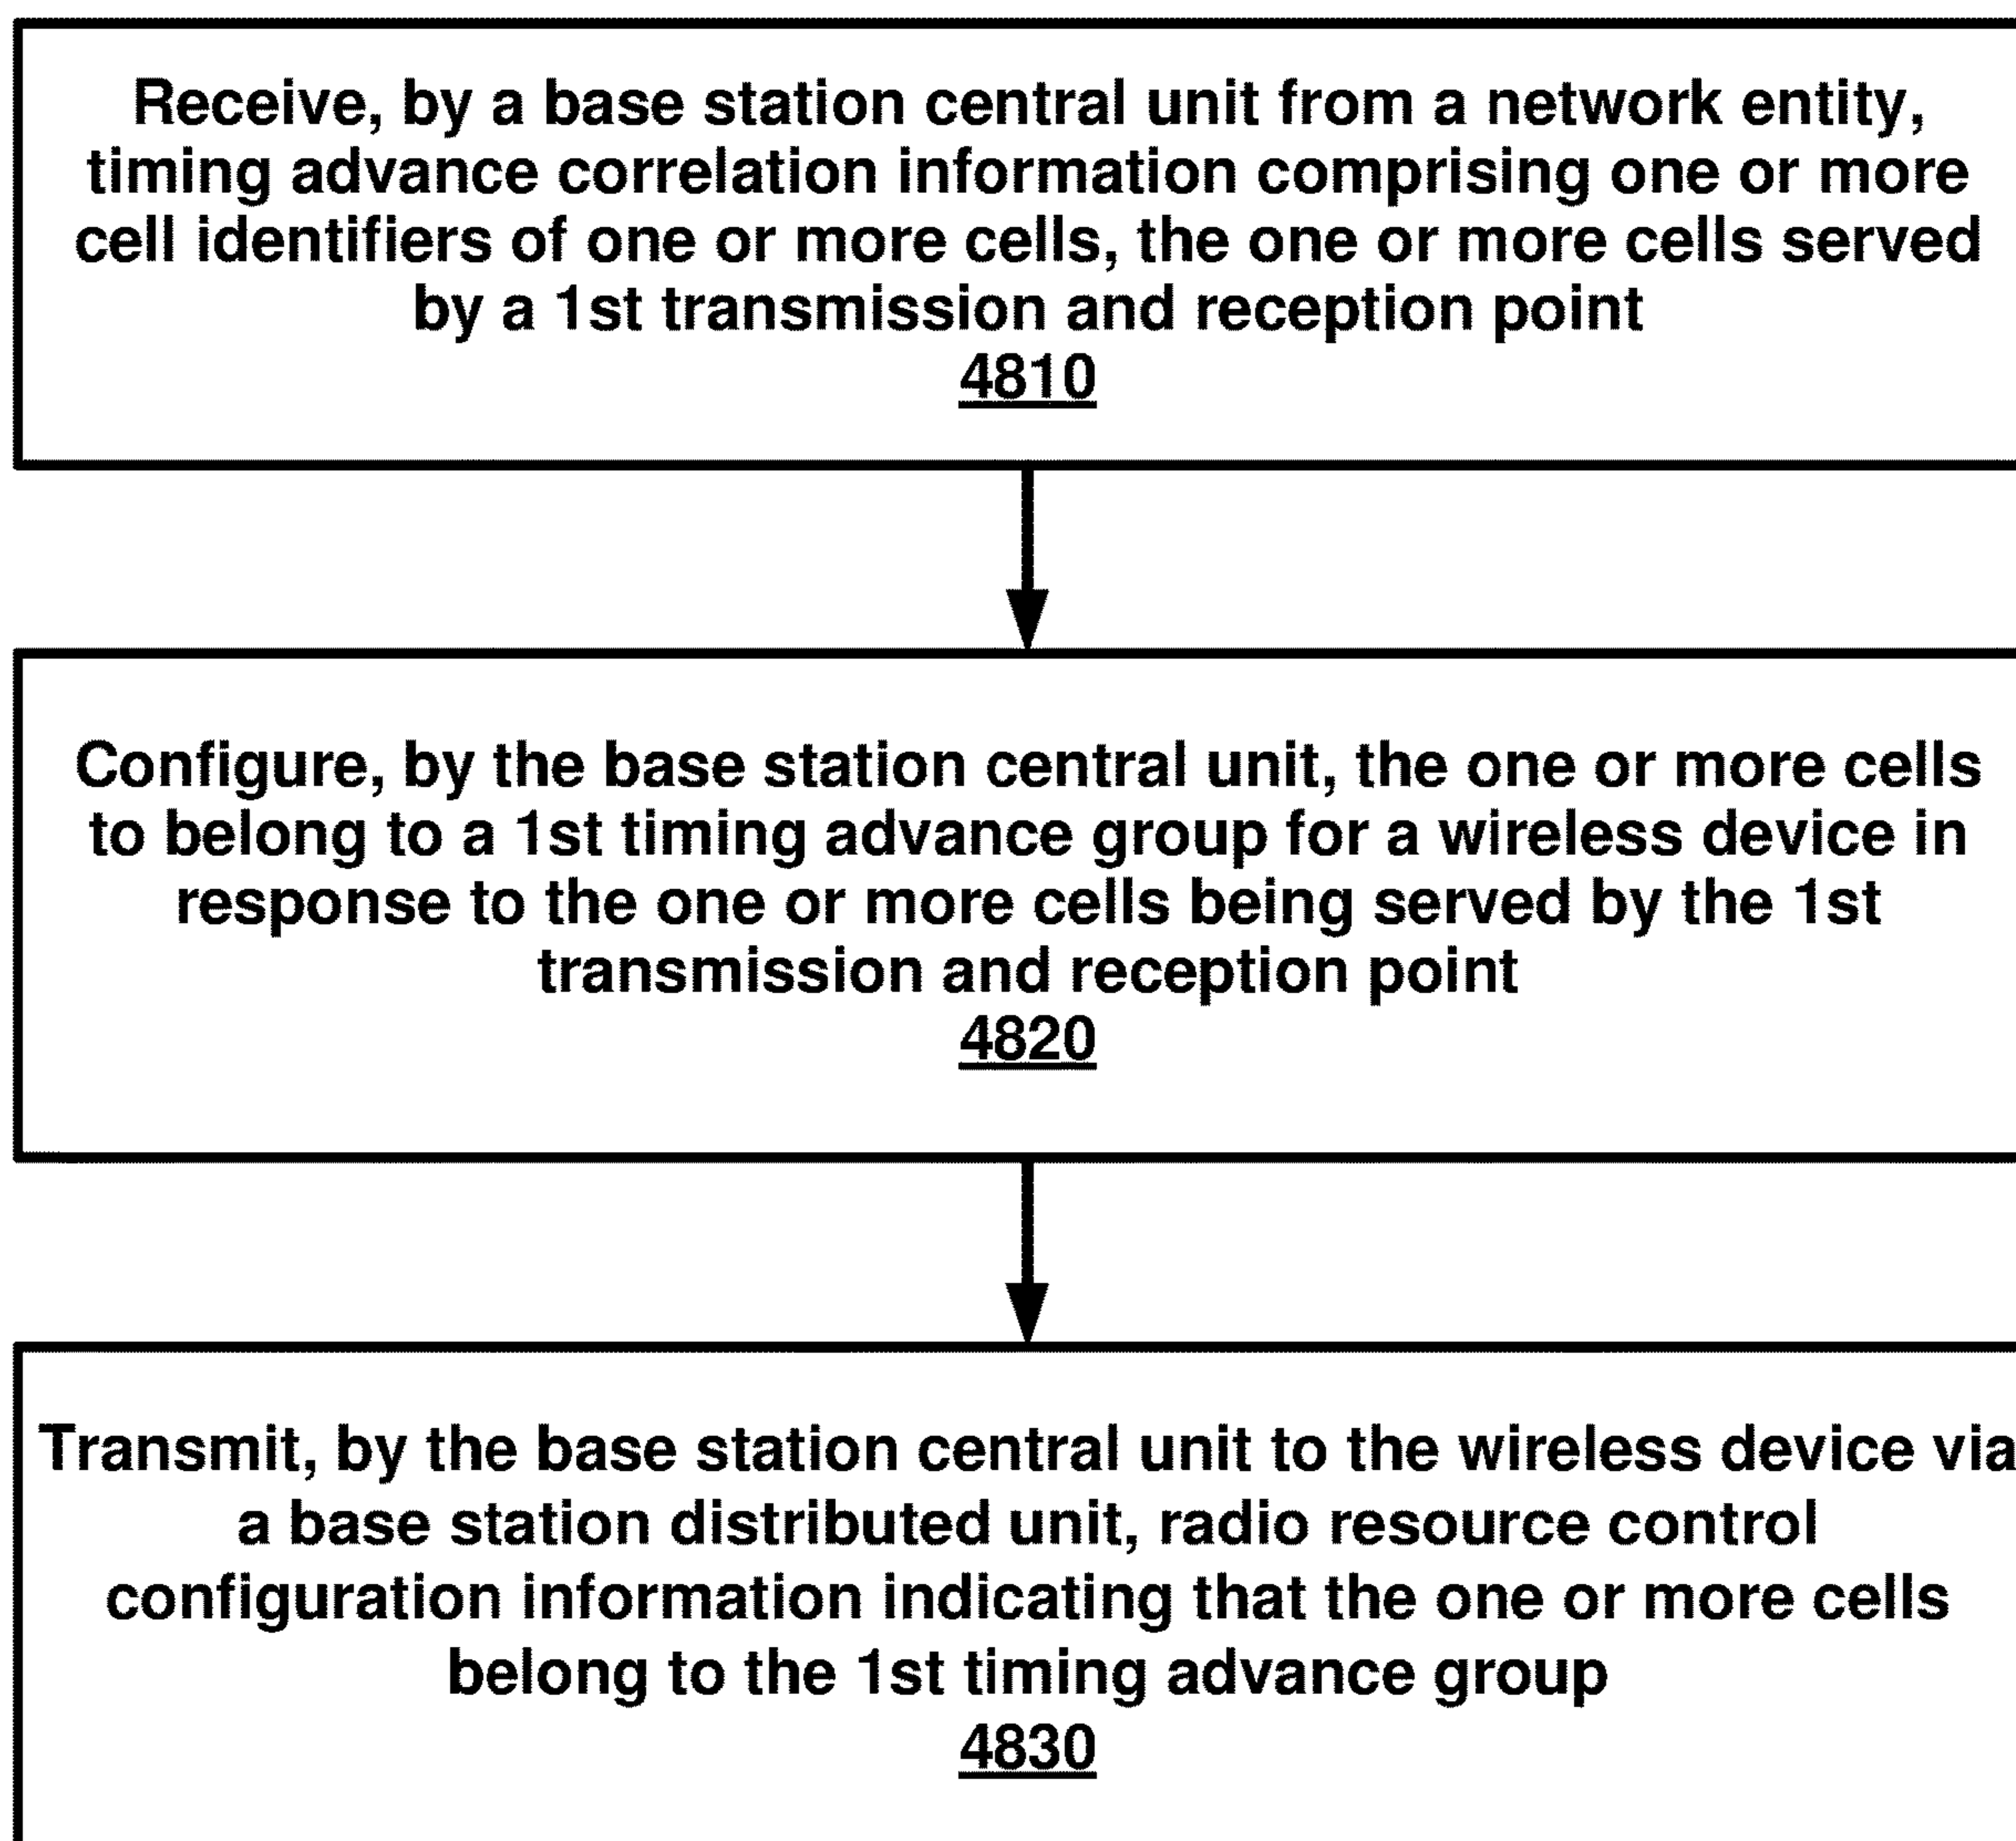 Receive, by a base station central unit from a network entity,
timing advance correlation information comprising one or more
cell identifiers of one or more cells, the one or more cells served
by a 1st transmission and reception point
4810
Configure, by the base station central unit, the one or more cells
to belong to a 1st timing advance group for a wireless device in
response to the one or more cells being served by the 1st
transmission and reception point
4820
Transmit, by the base station central unit to the wireless device via
a base station distributed unit, radio resource control
configuration information indicating that the one or more cells
belong to the 1st timing advance group
4830